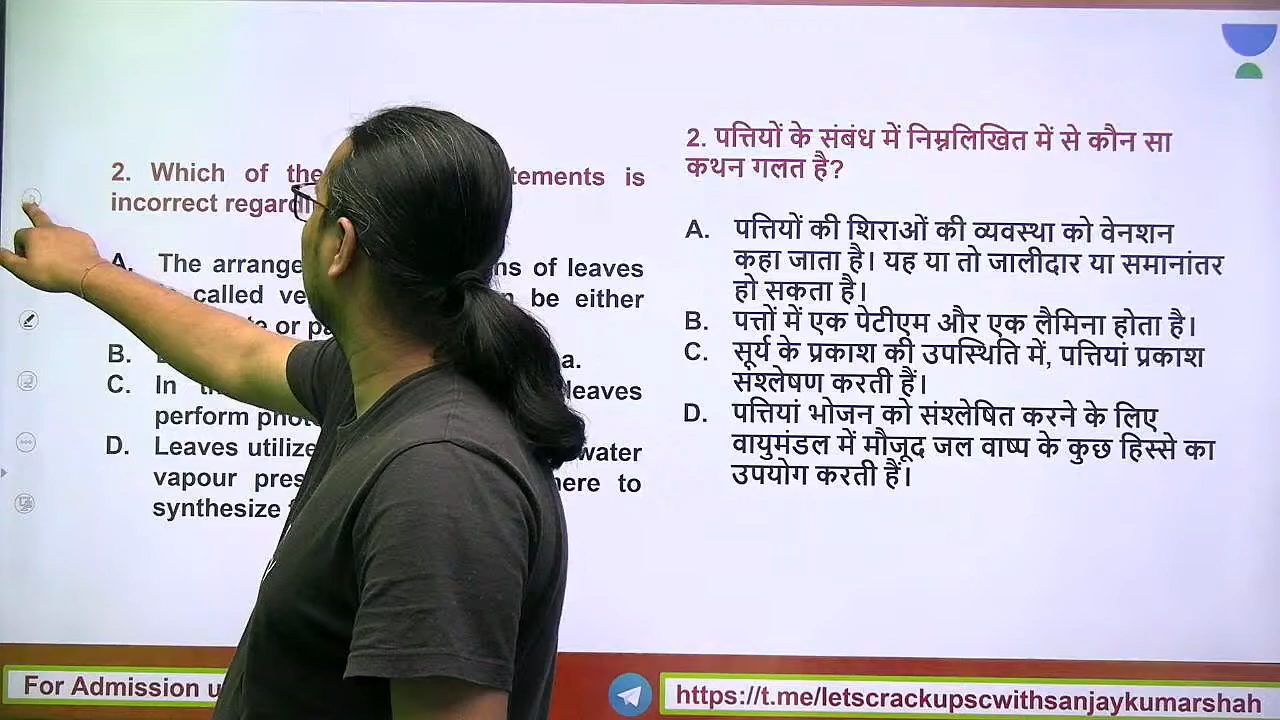 2. Which of the tements is
incorrect regardi
A. The arrange ns of leaves
called ve be either
or pa
B. a.
C. In leaves
perform pho
D. Leaves utilize water
vapour pres here to
synthesize
2. पत्तियों के संबंध में निम्नलिखित में से कौन सा
कथन गलत है?
A. पत्तियों की शिराओं की व्यवस्था को वेनशन
कहा जाता है। यह या तो जालीदार या समानांतर
हो सकता है।
B. पत्तों में एक पेटीएम और एक लैमिना होता है।
C. सूर्य के प्रकाश की उपस्थिति में, पत्तियां प्रकाश
संश्लेषण करती हैं।
D. पत्तियां भोजन को संश्लेषित करने के लिए
वायुमंडल में मौजूद जल वाष्प के कुछ हिस्से का
उपयोग करती हैं।
For Admission u
https://t.me/letscrackupscwithsanjaykumarshah